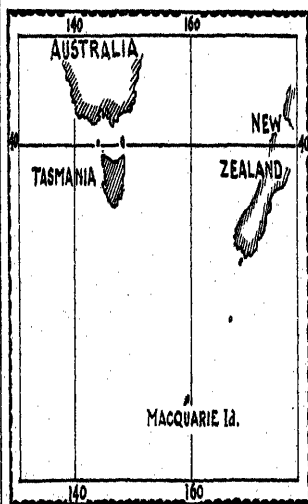 140 160
AUSTRALIA
NEW
40 40
TASMANIA ZEALAND
MACQUARIE Id.
140 160